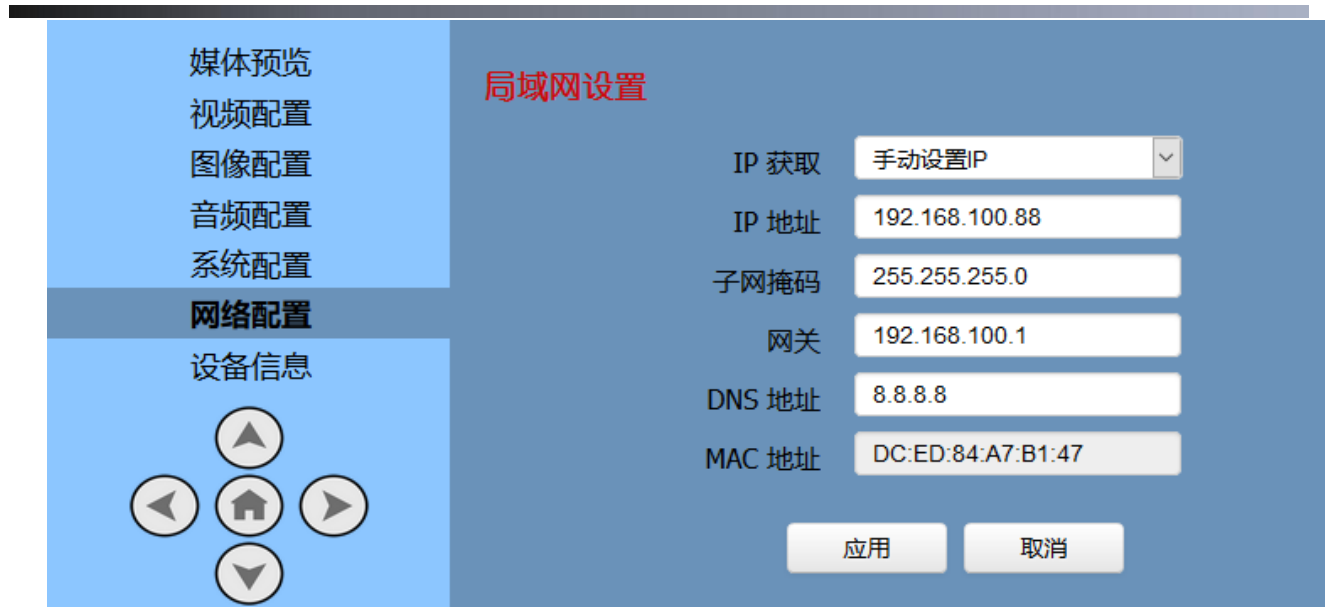 媒体预览
视频配置
图像配置
音频配置
系统配置
网络配置
设备信息
局域网设置
IP 获取 手动设置IP
IP 地址 192.168.100.88
子网掩码 255.255.255.0
网关 192.168.100.1
DNS 地址 8.8.8.8
MAC 地址 DC:ED:84:A7:B1:47
应用 取消